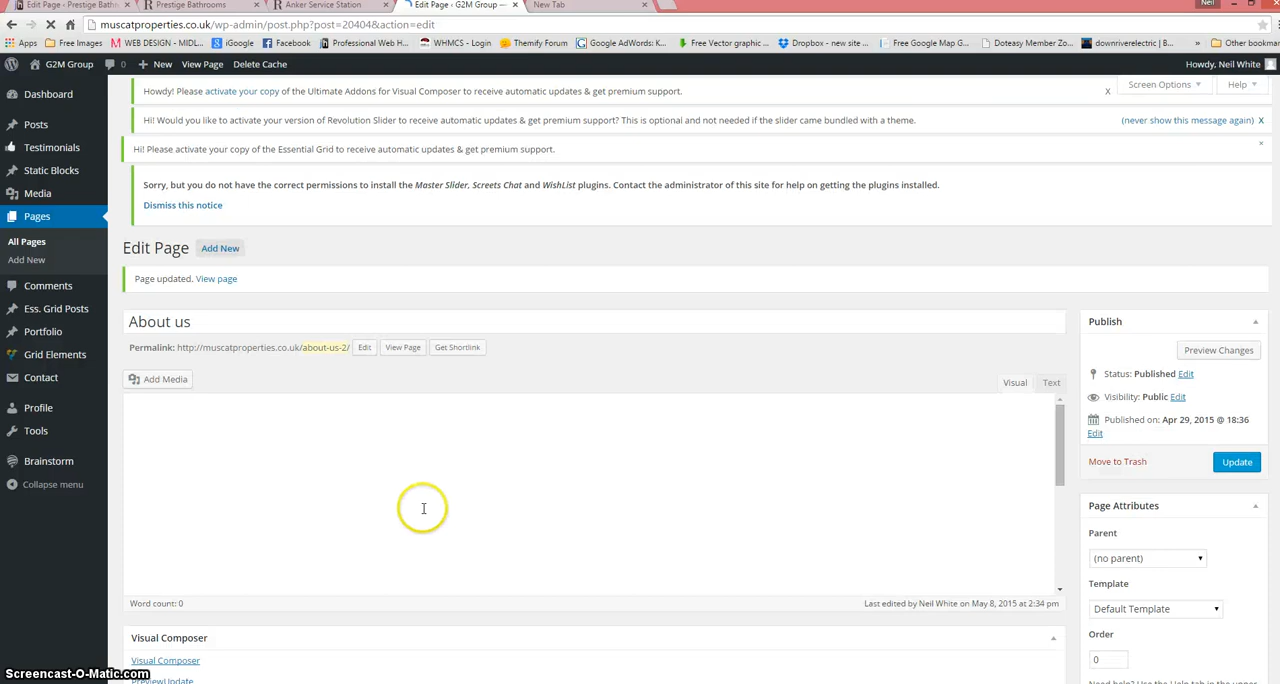 Edit Page ‹ Prestige Bath
Prestige Bathrooms
Anker Service Station
Edit Page ‹ G2M Group —
New Tab
Neil
muscatproperties.co.uk/wp-admin/post.php?post=20404&action=edit
Apps Free Images WEB DESIGN - MIDL... iGoogle Facebook Professional Web H... WHMCS - Login Themify Forum Google AdWords: K... Free Vector graphic ... Dropbox - new site ... Free Google Map G... Doteasy Member Zo... downriverelectric | B... » Other bookmar
G2M Group 0 + New View Page Delete Cache Howdy, Neil White
Screen Options Help
Howdy! Please activate your copy of the Ultimate Addons for Visual Composer to receive automatic updates & get premium support. X
Hi! Would you like to activate your version of Revolution Slider to receive automatic updates & get premium support? This is optional and not needed if the slider came bundled with a theme. (never show this message again) X
Hi! Please activate your copy of the Essential Grid to receive automatic updates & get premium support. ×
Sorry, but you do not have the correct permissions to install the Master Slider, Screets Chat and WishList plugins. Contact the administrator of this site for help on getting the plugins installed.
Dismiss this notice
Dashboard
Posts
Testimonials
Static Blocks
Media
Pages
All Pages
Add New
Comments
Ess. Grid Posts
Portfolio
Grid Elements
Contact
Profile
Tools
Brainstorm
Collapse menu
Edit Page Add New
Page updated. View page
About us
Permalink: http://muscatproperties.co.uk/about-us-2/ Edit View Page Get Shortlink
Add Media Visual Text
Word count: 0 Last edited by Neil White on May 8, 2015 at 2:34 pm
Visual Composer
Visual Composer
PreviewUpdate
Publish
Preview Changes
Status: Published Edit
Visibility: Public Edit
Published on: Apr 29, 2015 @ 18:36
Edit
Move to Trash Update
Page Attributes
Parent
(no parent)
Template
Default Template
Order
0
Need help? Use the Help tab in the upper
Screencast-O-Matic.com